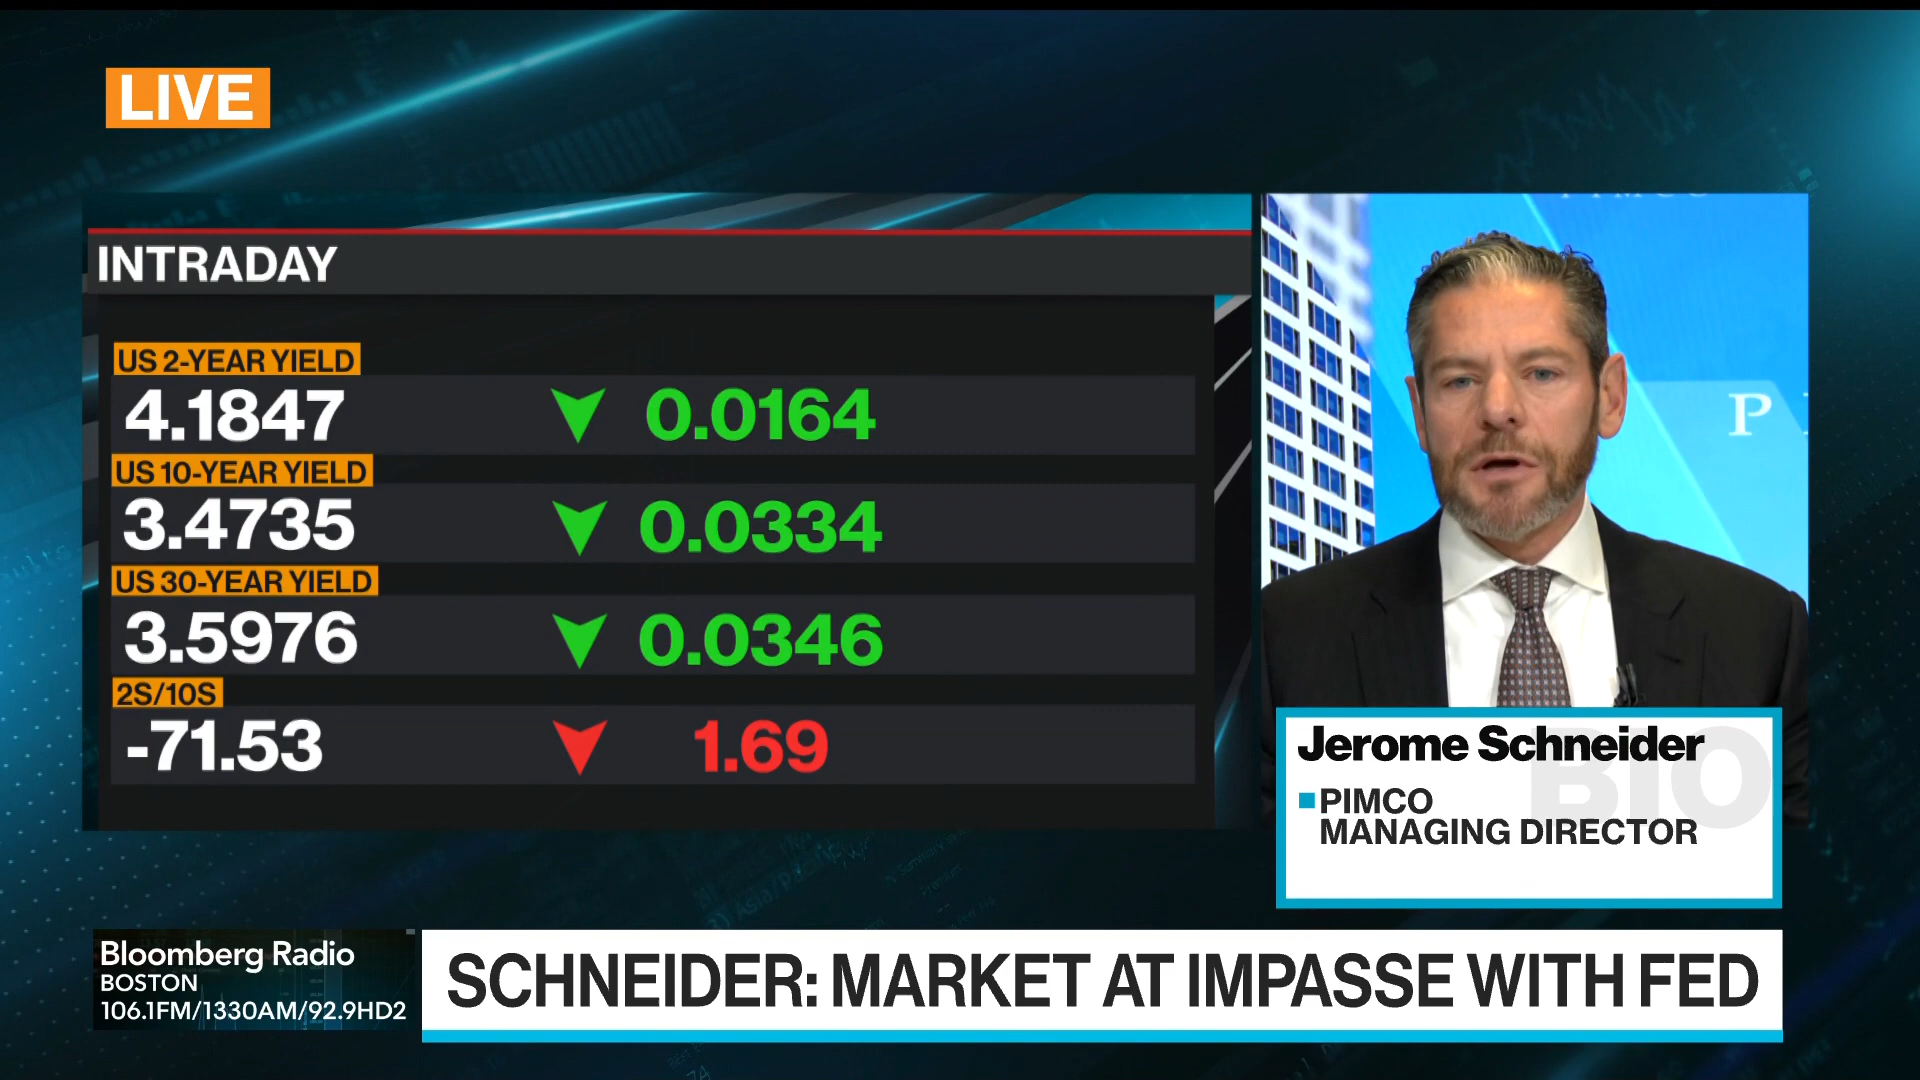 LIVE
INTRADAY
US 2-YEAR YIELD
4.1847 0.0164
US 10-YEAR YIELD
3.4735 0.0334
US 30-YEAR YIELD
3.5976 0.0346
2S/10S
-71.53 1.69
PIMCO
P
BIO
Jerome Schneider
PIMCO
MANAGING DIRECTOR
Bloomberg Radio
BOSTON
106.1FM/1330AM/92.9HD2
SCHNEIDER: MARKET AT IMPASSE WITH FED